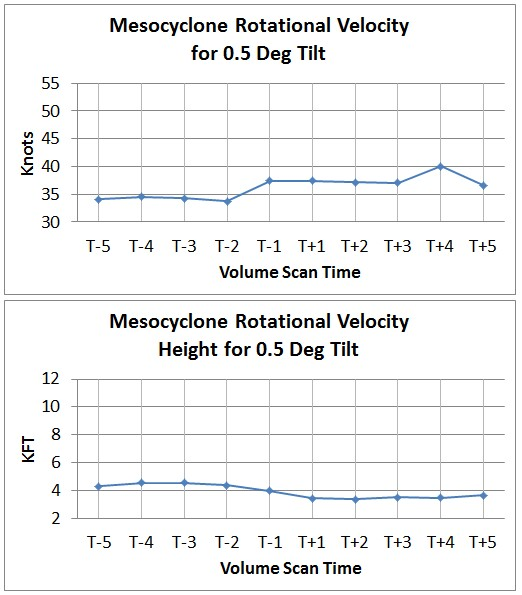 Mesocyclone Rotational Velocity
for 0.5 Deg Tilt
55
50
45
40
35
30
Knots
T-5 T-4 T-3 T-2 T-1 T+1 T+2 T+3 T+4 T+5
Volume Scan Time
Mesocyclone Rotational Velocity
Height for 0.5 Deg Tilt
12
10
8
6
4
2
KFT
T-5 T-4 T-3 T-2 T-1 T+1 T+2 T+3 T+4 T+5
Volume Scan Time